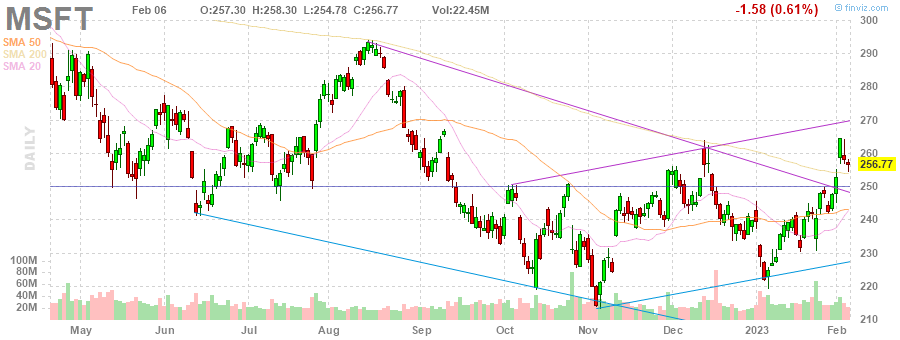 MSFT Feb 06 O:257.30 H:258.30 L:254.78 C:256.77 Vol:22.45M -1.58 (0.61%) © finviz.com
SMA 50
SMA 200
SMA 20
DAILY
300
290
280
270
260
256.77
250
240
230
220
210
100M
80M
60M
40M
20M
May Jun Jul Aug Sep Oct Nov Dec 2023 Feb